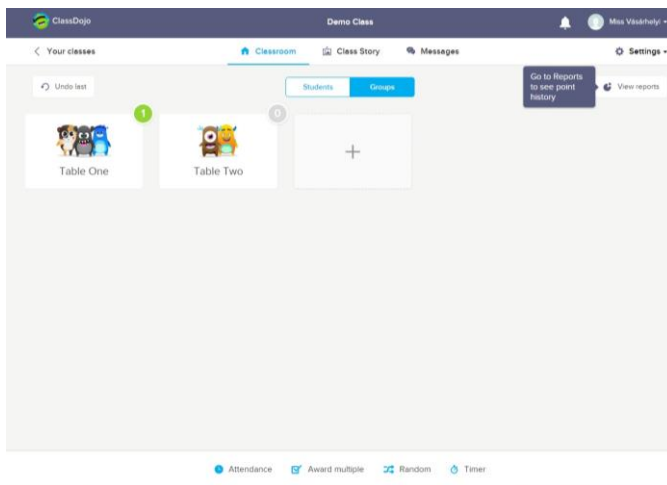 ClassDojo
Demo Class
Miss Vásárhelyi
Your classes
Classroom
Class Story
Messages
Settings
Undo last
Students
Groups
Go to Reports
to see point
history
View reports
1
0
Table One
Table Two
+
Attendance
Award multiple
Random
Timer